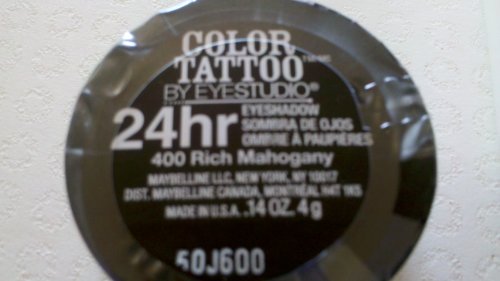 COLOR
TATTOO
BY EYESTUDIO®
24hr
EYESHADOW
SOMBRA DE OJOS
OMBRE À PAUPIÈRES
400 Rich Mahogany
MAYBELLINE LLC, NEW YORK, NY 10017
DIST. MAYBELLINE CANADA, MONTRÉAL H4T 1K5
MADE IN U.S.A. .14 OZ. 4 g
50J600